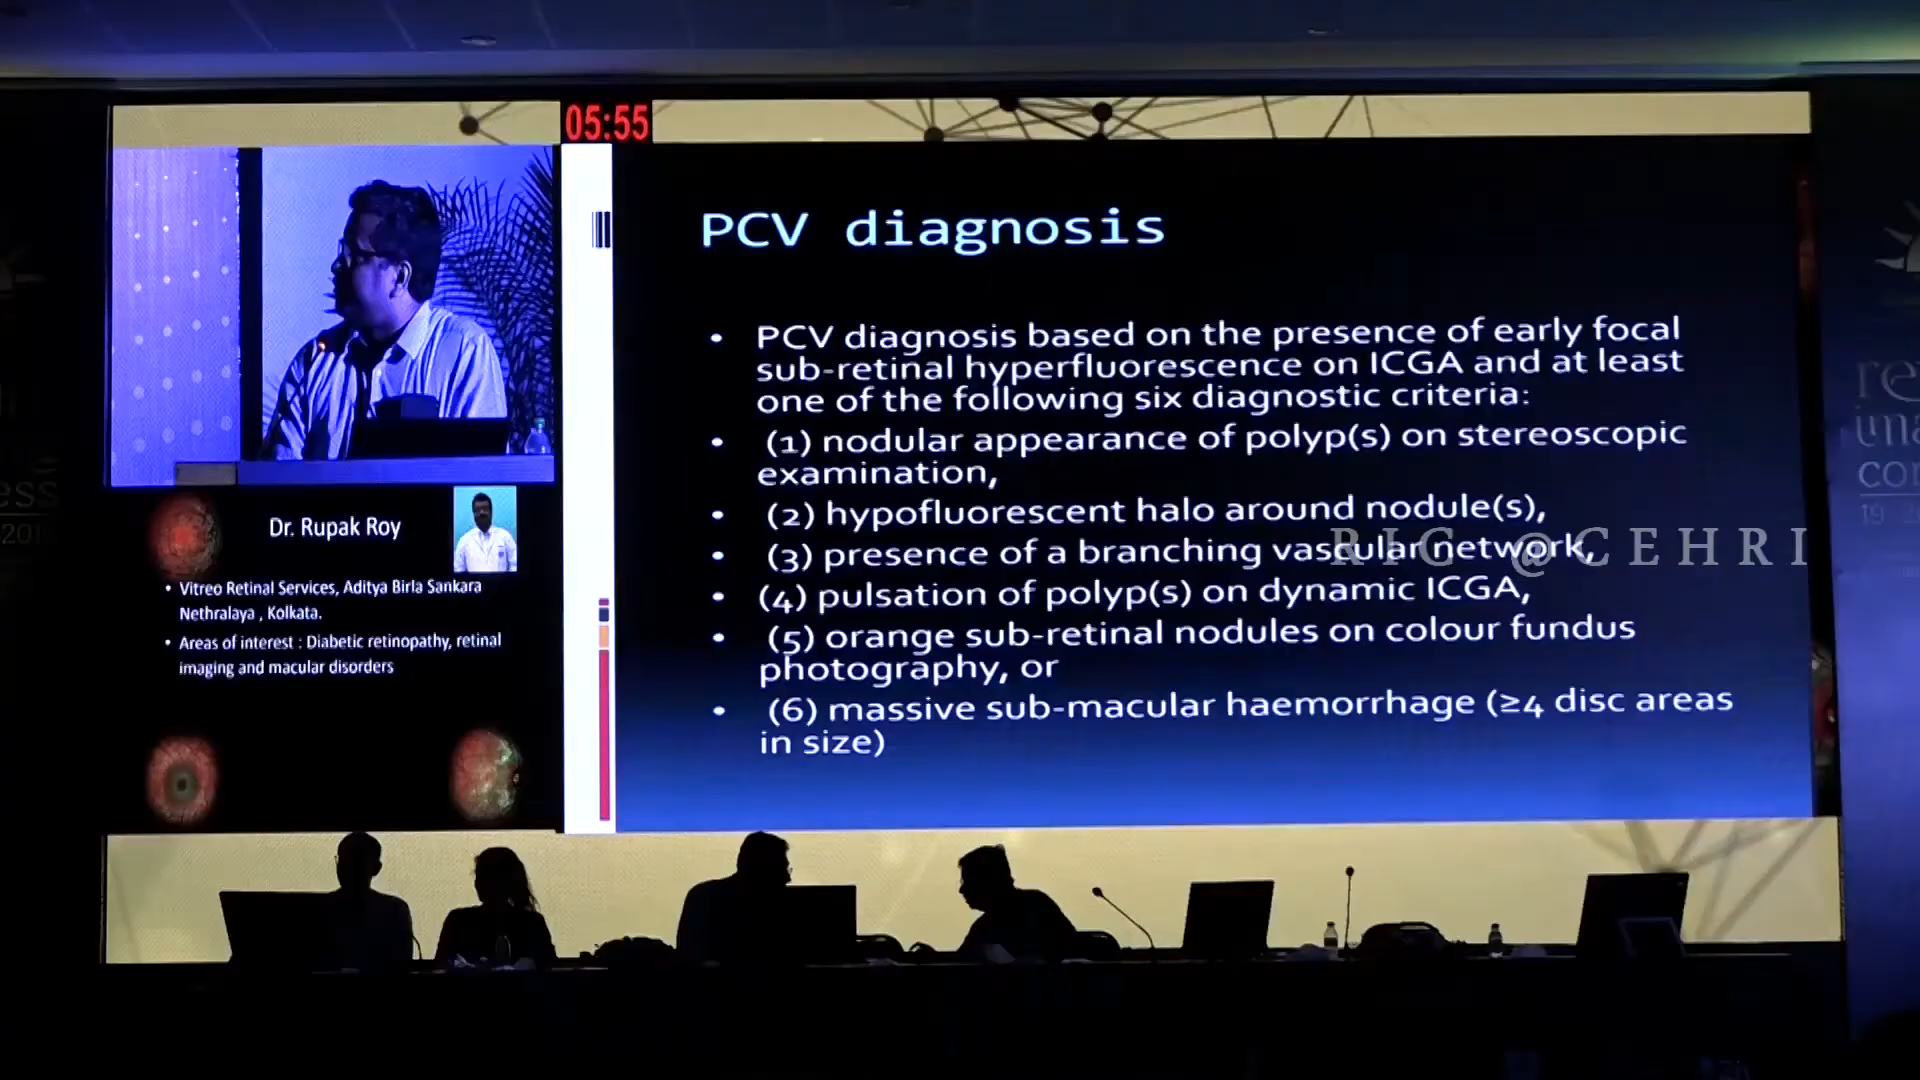 05:55
PCV diagnosis
• PCV diagnosis based on the presence of early focal
sub-retinal hyperfluorescence on ICGA and at least
one of the following six diagnostic criteria:
• (1) nodular appearance of polyp(s) on stereoscopic
examination,
• (2) hypofluorescent halo around nodule(s),
• (3) presence of a branching vascular network,
• (4) pulsation of polyp(s) on dynamic ICGA,
• (5) orange sub-retinal nodules on colour fundus
photography, or
• (6) massive sub-macular haemorrhage (≥4 disc areas
in size)
RIC @CEHRI
Dr. Rupak Roy
• Vitreo Retinal Services, Aditya Birla Sankara
Nethralaya , Kolkata.
• Areas of interest : Diabetic retinopathy, retinal
imaging and macular disorders